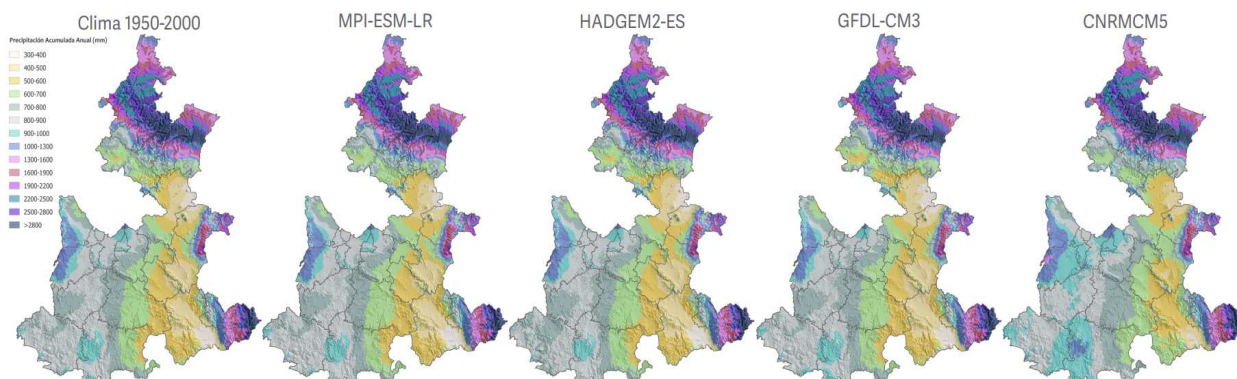 Clima 1950-2000
MPI-ESM-LR
HADGEM2-ES
GFDL-CM3
CNRMCM5
Precipitación Acumulada Anual (mm)
300-400
400-500
500-600
600-700
700-800
800-900
900-1000
1000-1300
1300-1600
1600-1900
1900-2200
2200-2500
2500-2800
>2800